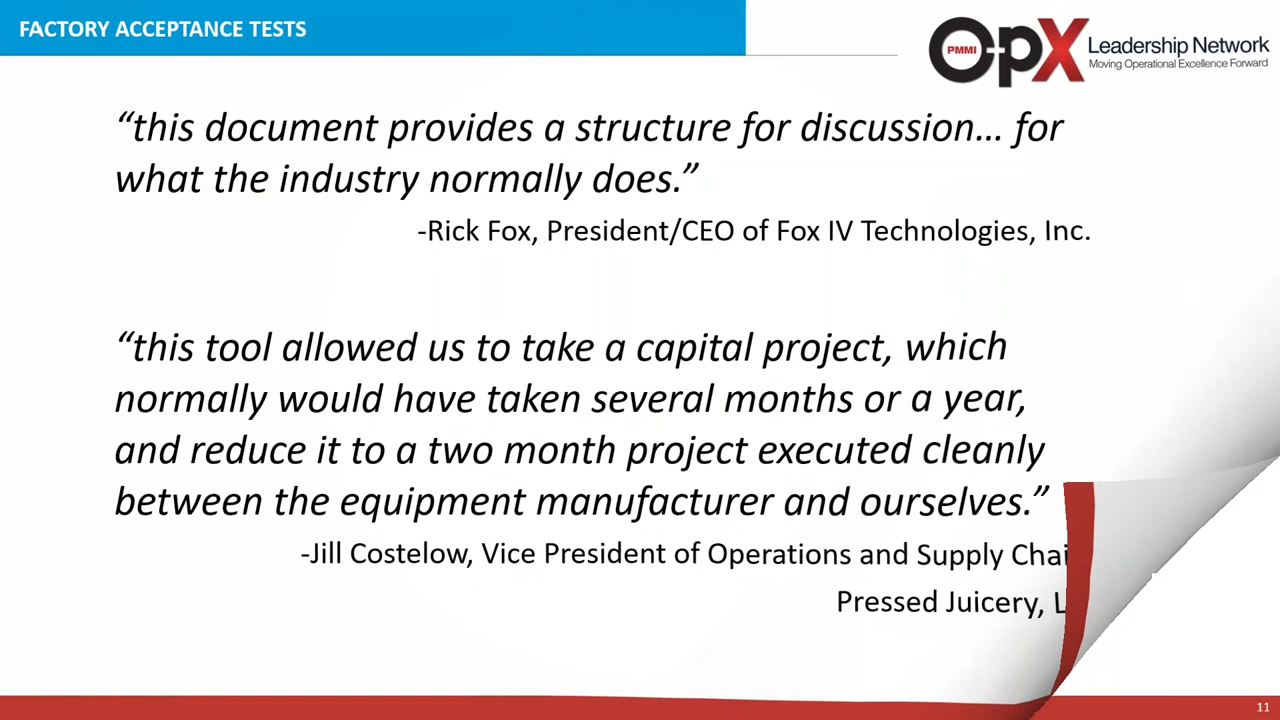 FACTORY ACCEPTANCE TESTS
PMMI
OpX
Leadership Network
Moving Operational Excellence Forward
“this document provides a structure for discussion… for
what the industry normally does.”
-Rick Fox, President/CEO of Fox IV Technologies, Inc.
“this tool allowed us to take a capital project, which
normally would have taken several months or a year,
and reduce it to a two month project executed cleanly
between the equipment manufacturer and ourselves.”
-Jill Costelow, Vice President of Operations and Supply
Pressed Juicery,
11